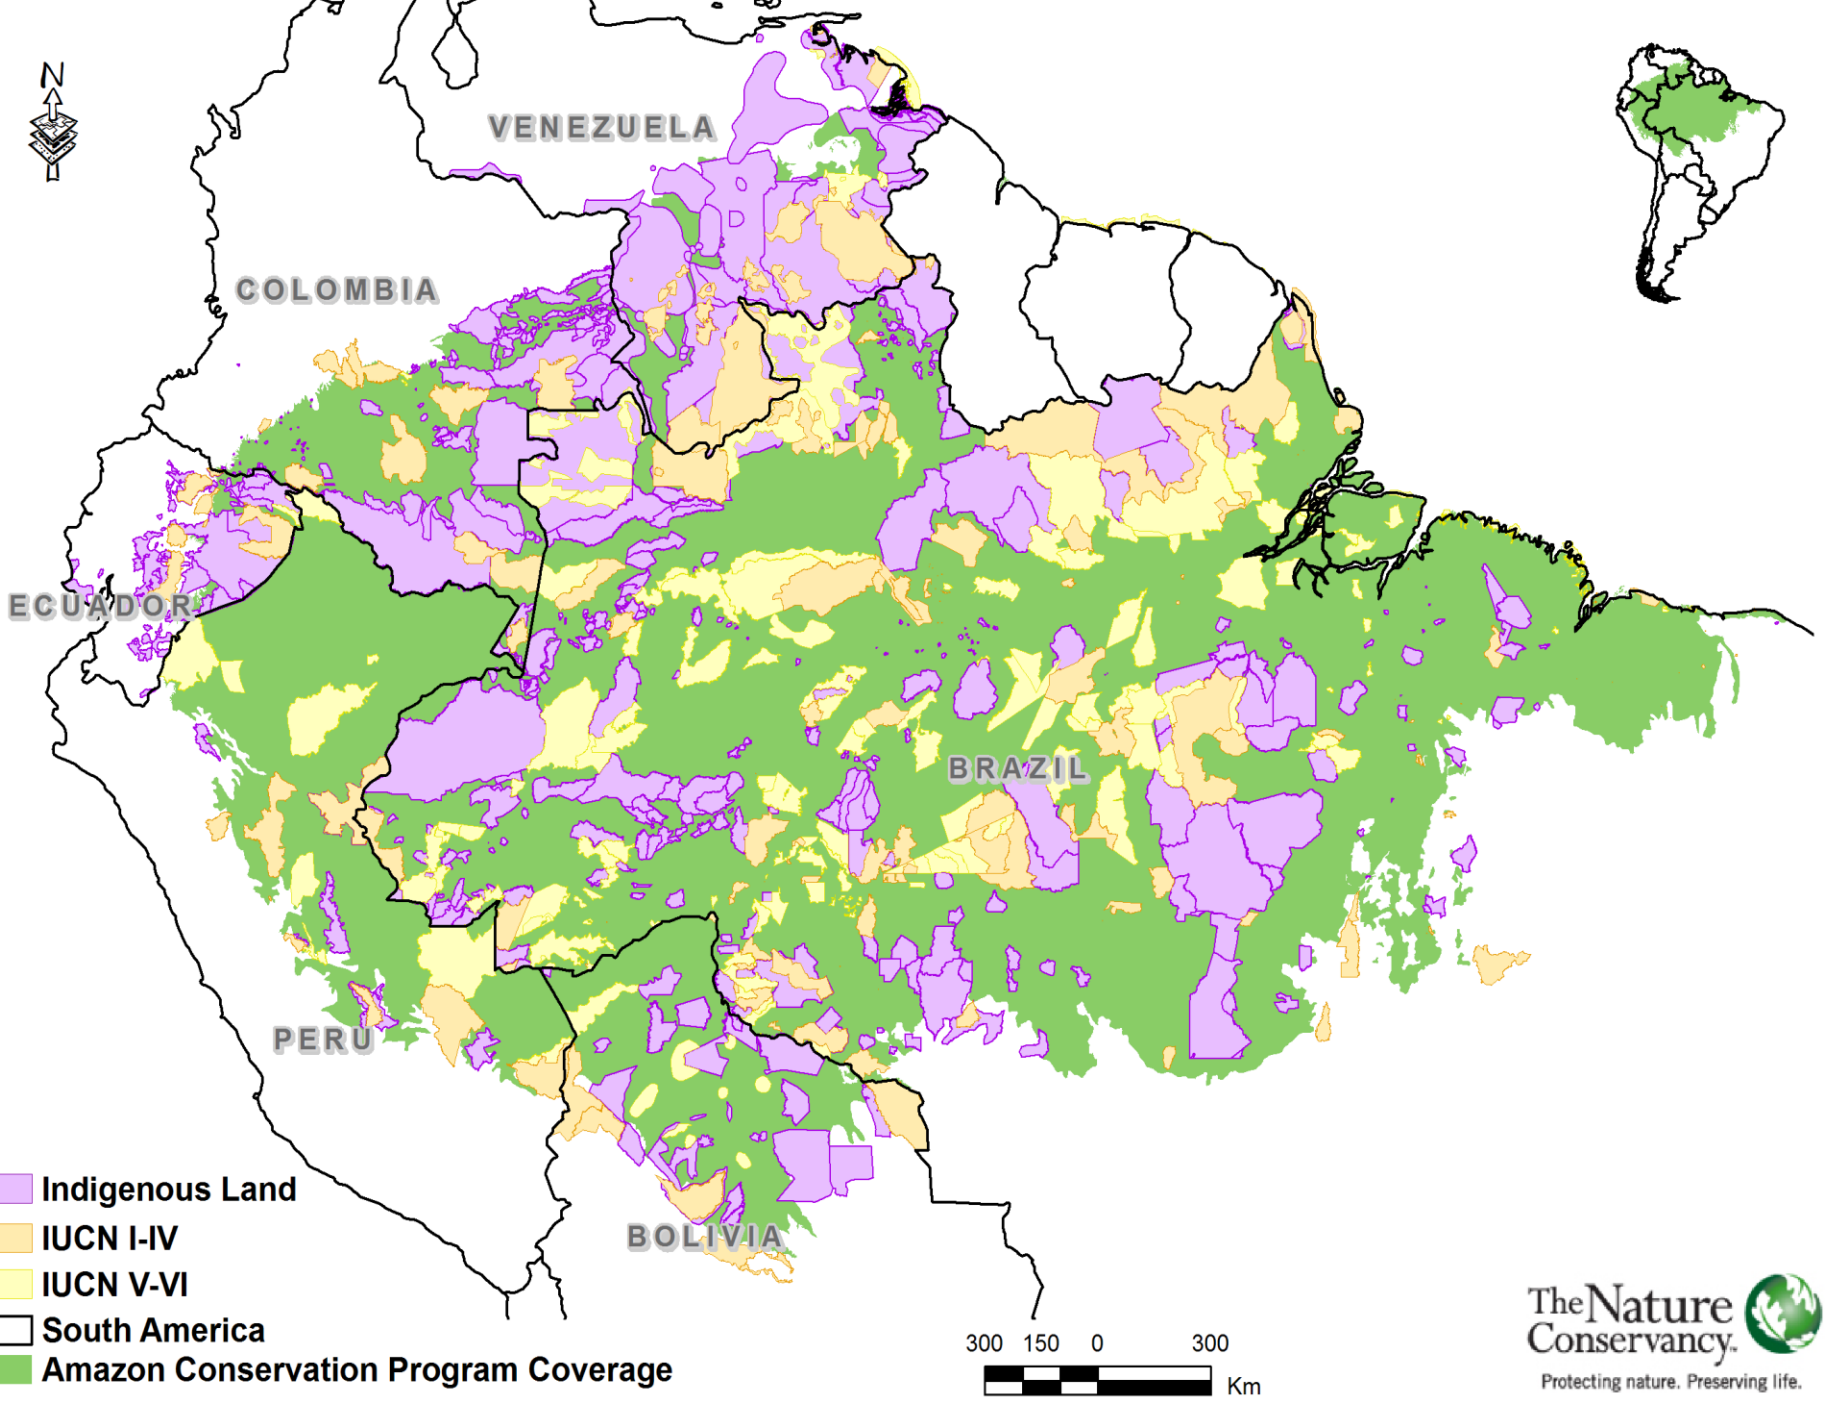 N
VENEZUELA
COLOMBIA
ECUADOR
BRAZIL
PERU
BOLIVIA
Indigenous Land
IUCN I-IV
IUCN V-VI
South America
Amazon Conservation Program Coverage
300 150 0 300
Km
The Nature
Conservancy
Protecting nature. Preserving life.